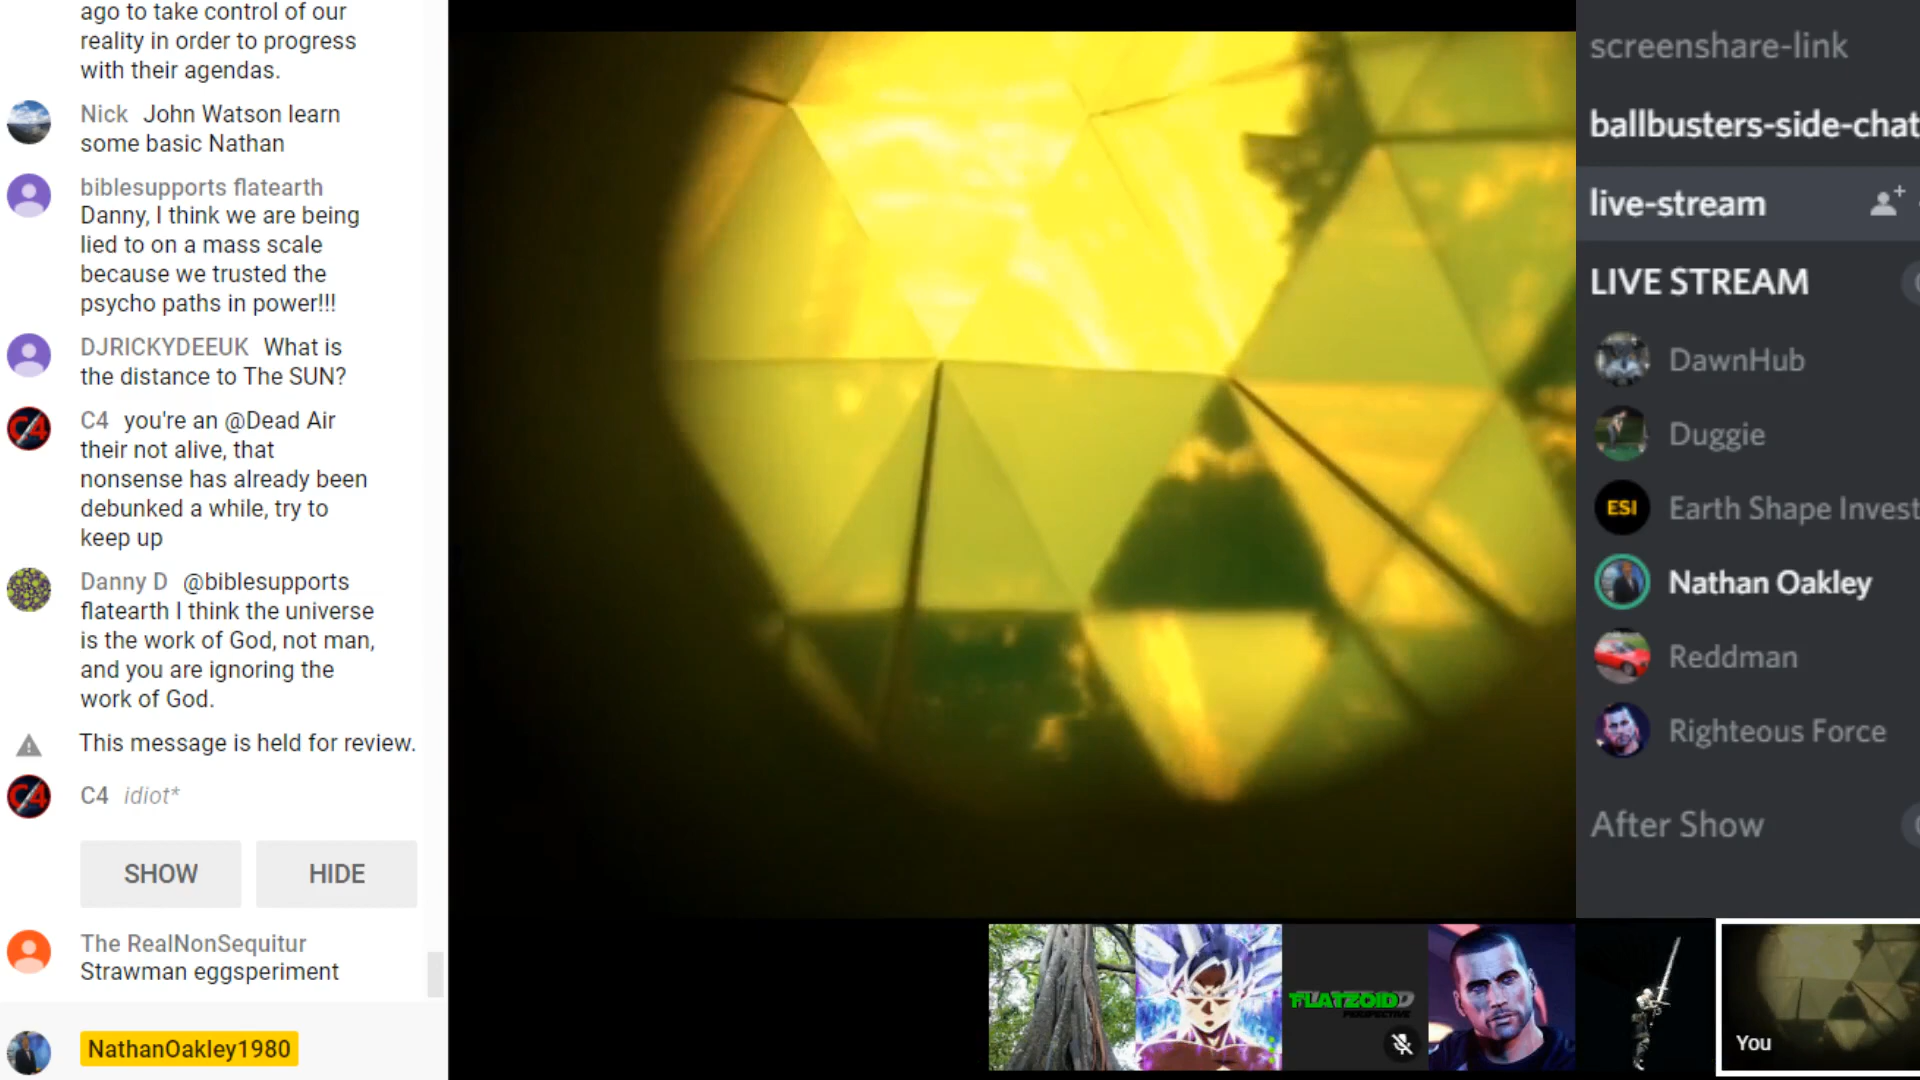 ago to take control of our
reality in order to progress
with their agendas.
Nick John Watson learn
some basic Nathan
biblesupports flatearth
Danny, I think we are being
lied to on a mass scale
because we trusted the
psycho paths in power!!!
DJRICKYDEEUK What is
the distance to The SUN?
C4 you're an @Dead Air
their not alive, that
nonsense has already been
debunked a while, try to
keep up
Danny D @biblesupports
flatearth I think the universe
is the work of God, not man,
and you are ignoring the
work of God.
This message is held for review.
C4 idiot*
SHOW HIDE
The RealNonSequitur
Strawman eggsperiment
NathanOakley1980
screenshare-link
ballbusters-side-chat
live-stream
LIVE STREAM
DawnHub
Duggie
ESI Earth Shape Invest
Nathan Oakley
Reddman
Righteous Force
After Show
FLATZOIDD
PERSPECTIVE
You